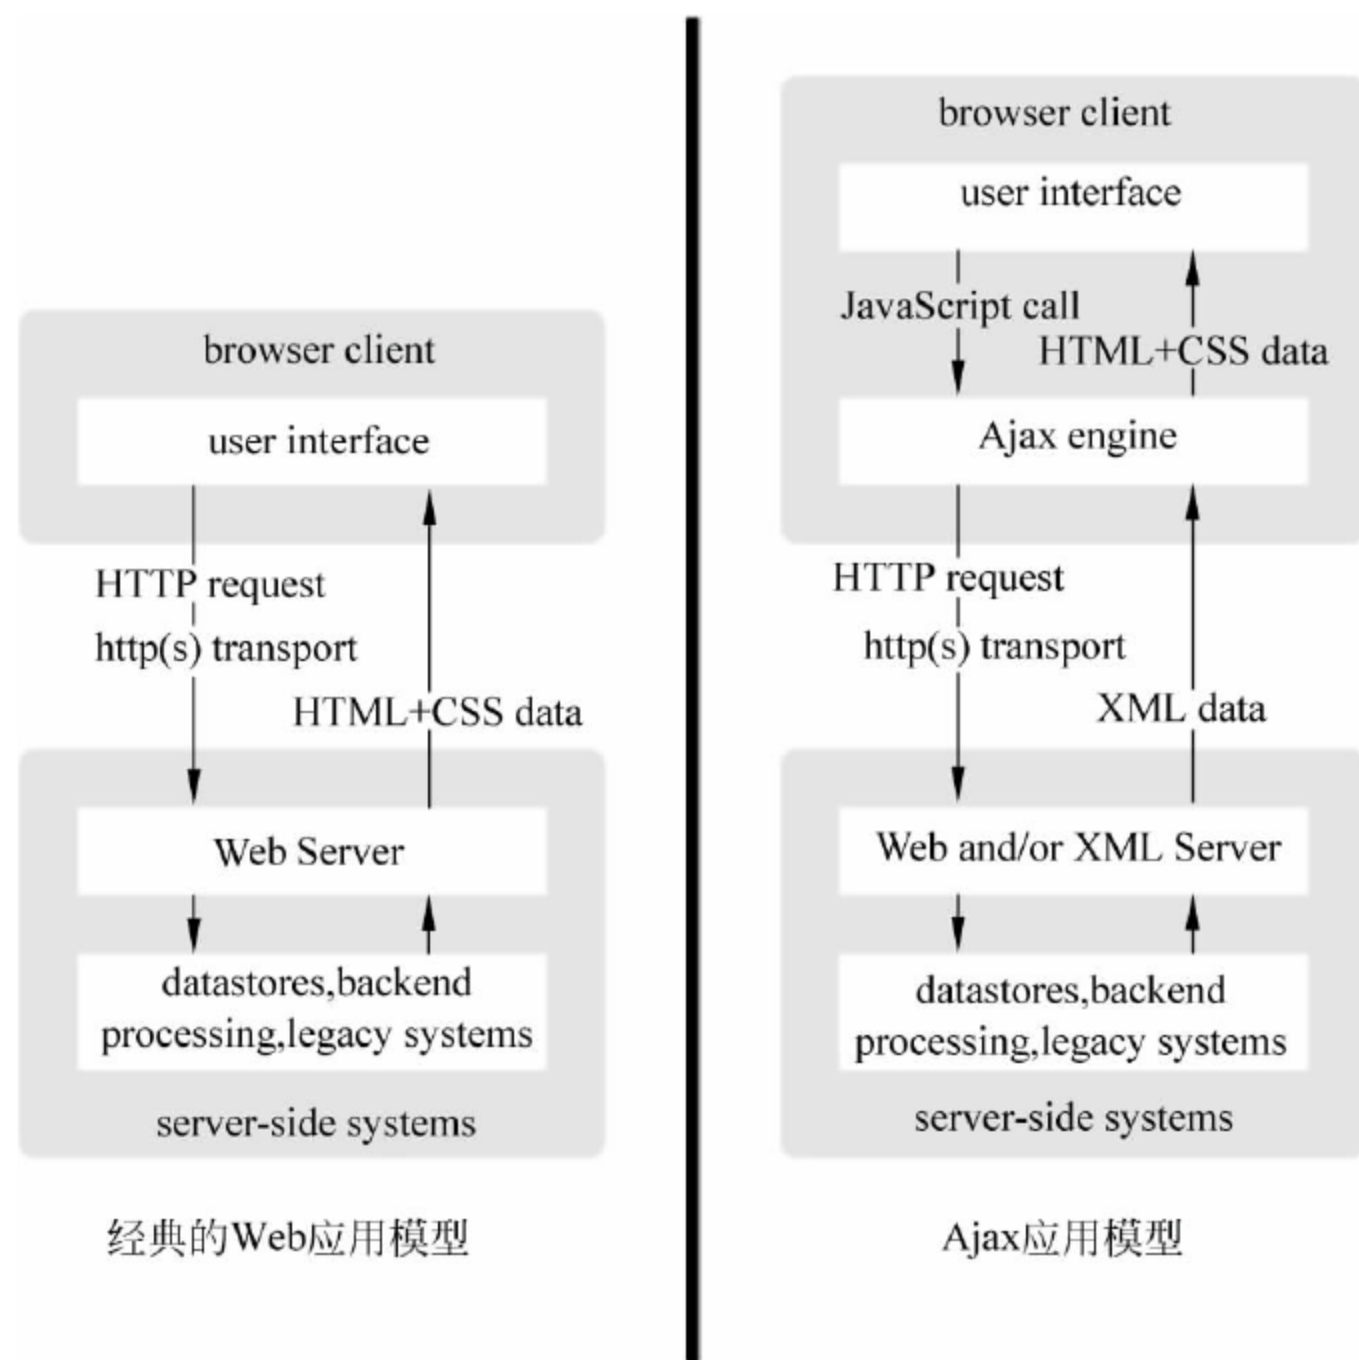 browser client
user interface
HTTP request
http(s) transport
HTML+CSS data
Web Server
datastores,backend
processing,legacy systems
server-side systems
经典的Web应用模型
browser client
user interface
JavaScript call
HTML+CSS data
Ajax engine
HTTP request
http(s) transport
XML data
Web and/or XML Server
datastores,backend
processing,legacy systems
server-side systems
Ajax应用模型